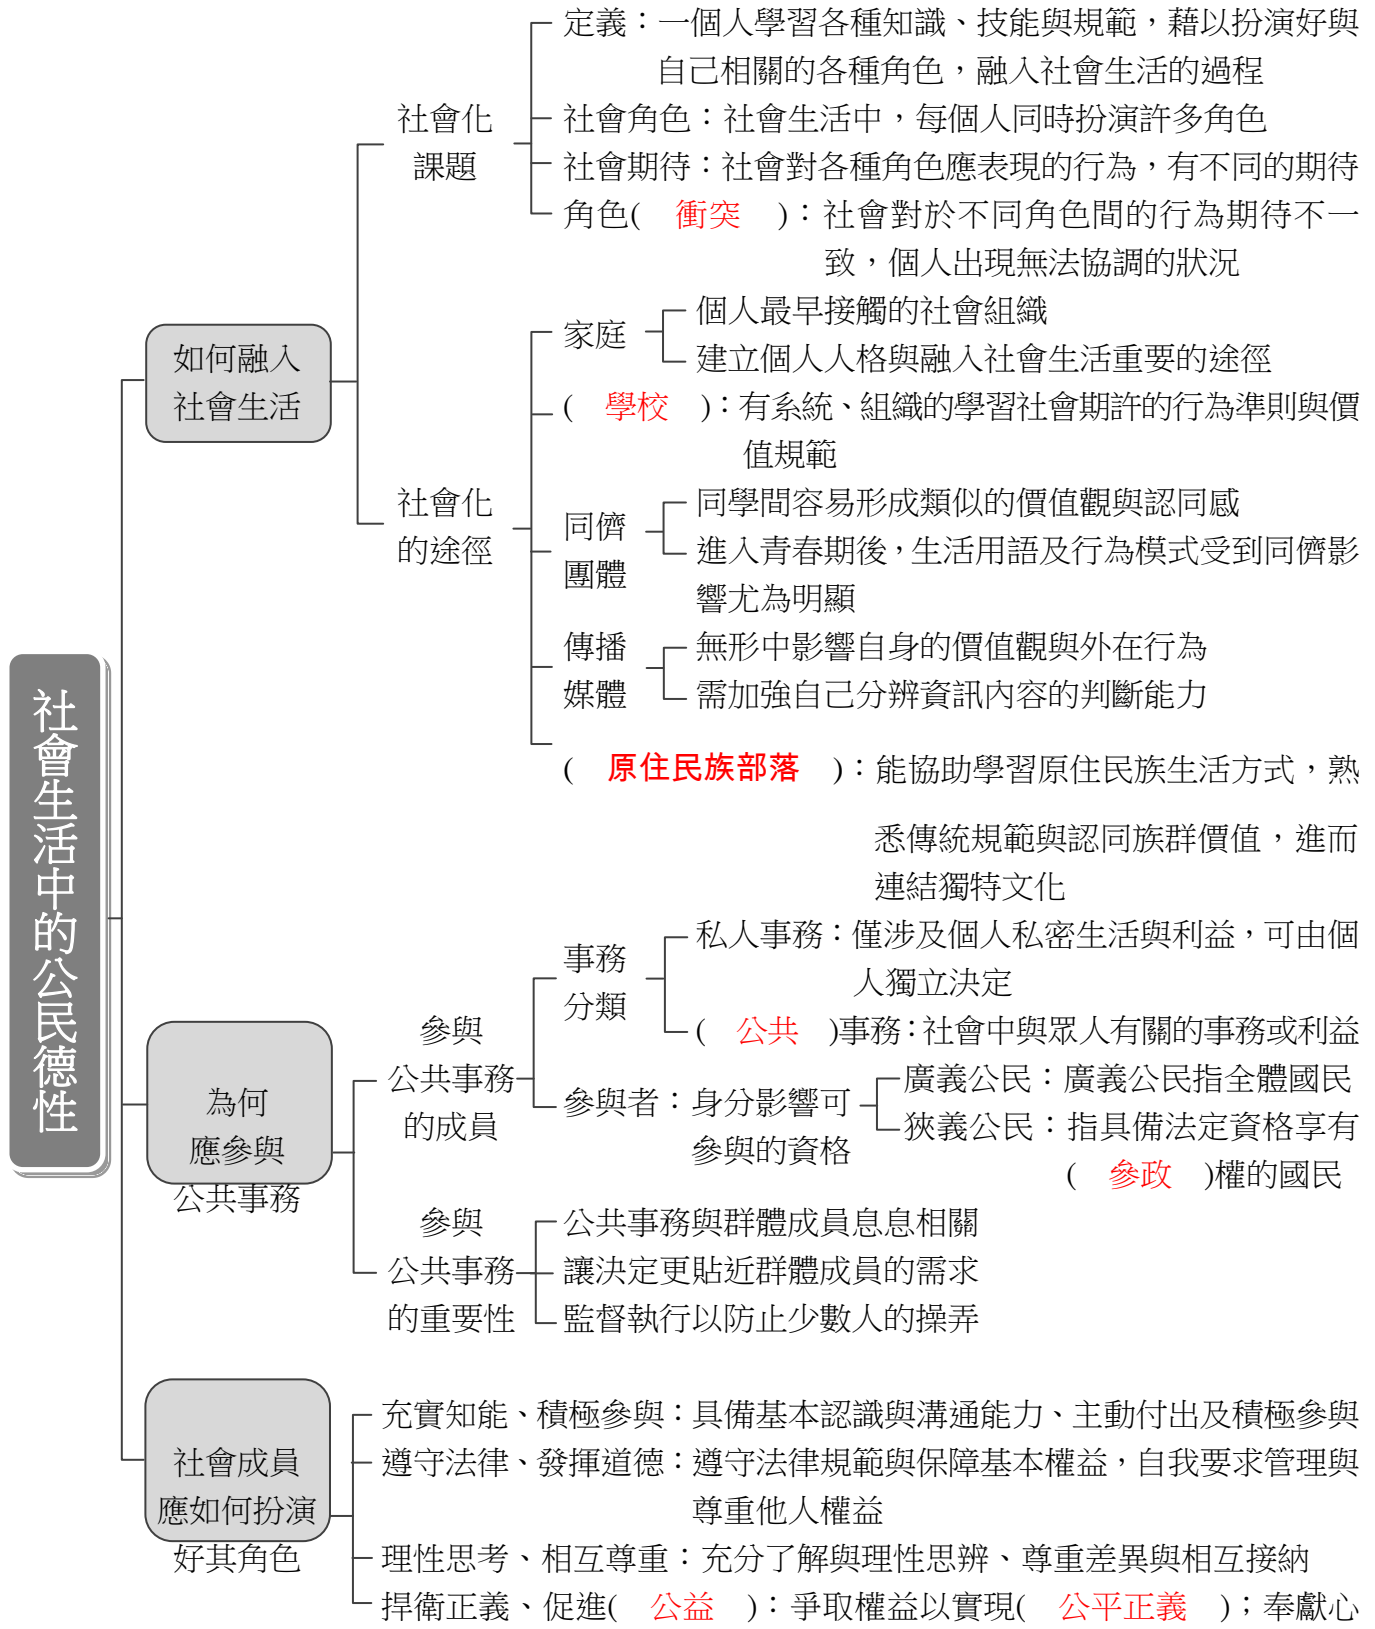 定義：一個人學習各種知識、技能與規範，藉以扮演好與
自己相關的各種角色，融入社會生活的過程
社會化
課題
社會角色：社會生活中，每個人同時扮演許多角色
社會期待：社會對各種角色應表現的行為，有不同的期待
角色( 衝突 )：社會對於不同角色間的行為期待不一
致，個人出現無法協調的狀況
如何融入
社會生活
家庭
個人最早接觸的社會組織
建立個人人格與融入社會生活重要的途徑
( 學校 )：有系統、組織的學習社會期許的行為準則與價
值規範
社會化
的途徑
同儕
團體
同學間容易形成類似的價值觀與認同感
進入青春期後，生活用語及行為模式受到同儕影
響尤為明顯
傳播
媒體
無形中影響自身的價值觀與外在行為
需加強自己分辨資訊內容的判斷能力
( 原住民族部落 )：能協助學習原住民族生活方式，熟
悉傳統規範與認同族群價值，進而
連結獨特文化
社會生活中的公民德性
為何
應參與
公共事務
參與
公共事務
的成員
事務
分類
私人事務：僅涉及個人私密生活與利益，可由個
人獨立決定
( 公共 )事務：社會中與眾人有關的事務或利益
參與者：身分影響可
參與的資格
廣義公民：廣義公民指全體國民
狹義公民：指具備法定資格享有
( 參政 )權的國民
參與
公共事務
的重要性
公共事務與群體成員息息相關
讓決定更貼近群體成員的需求
監督執行以防止少數人的操弄
社會成員
應如何扮演
好其角色
充實知能、積極參與：具備基本認識與溝通能力、主動付出及積極參與
遵守法律、發揮道德：遵守法律規範與保障基本權益，自我要求管理與
尊重他人權益
理性思考、相互尊重：充分了解與理性思辨、尊重差異與相互接納
捍衛正義、促進( 公益 )：爭取權益以實現( 公平正義 )；奉獻心